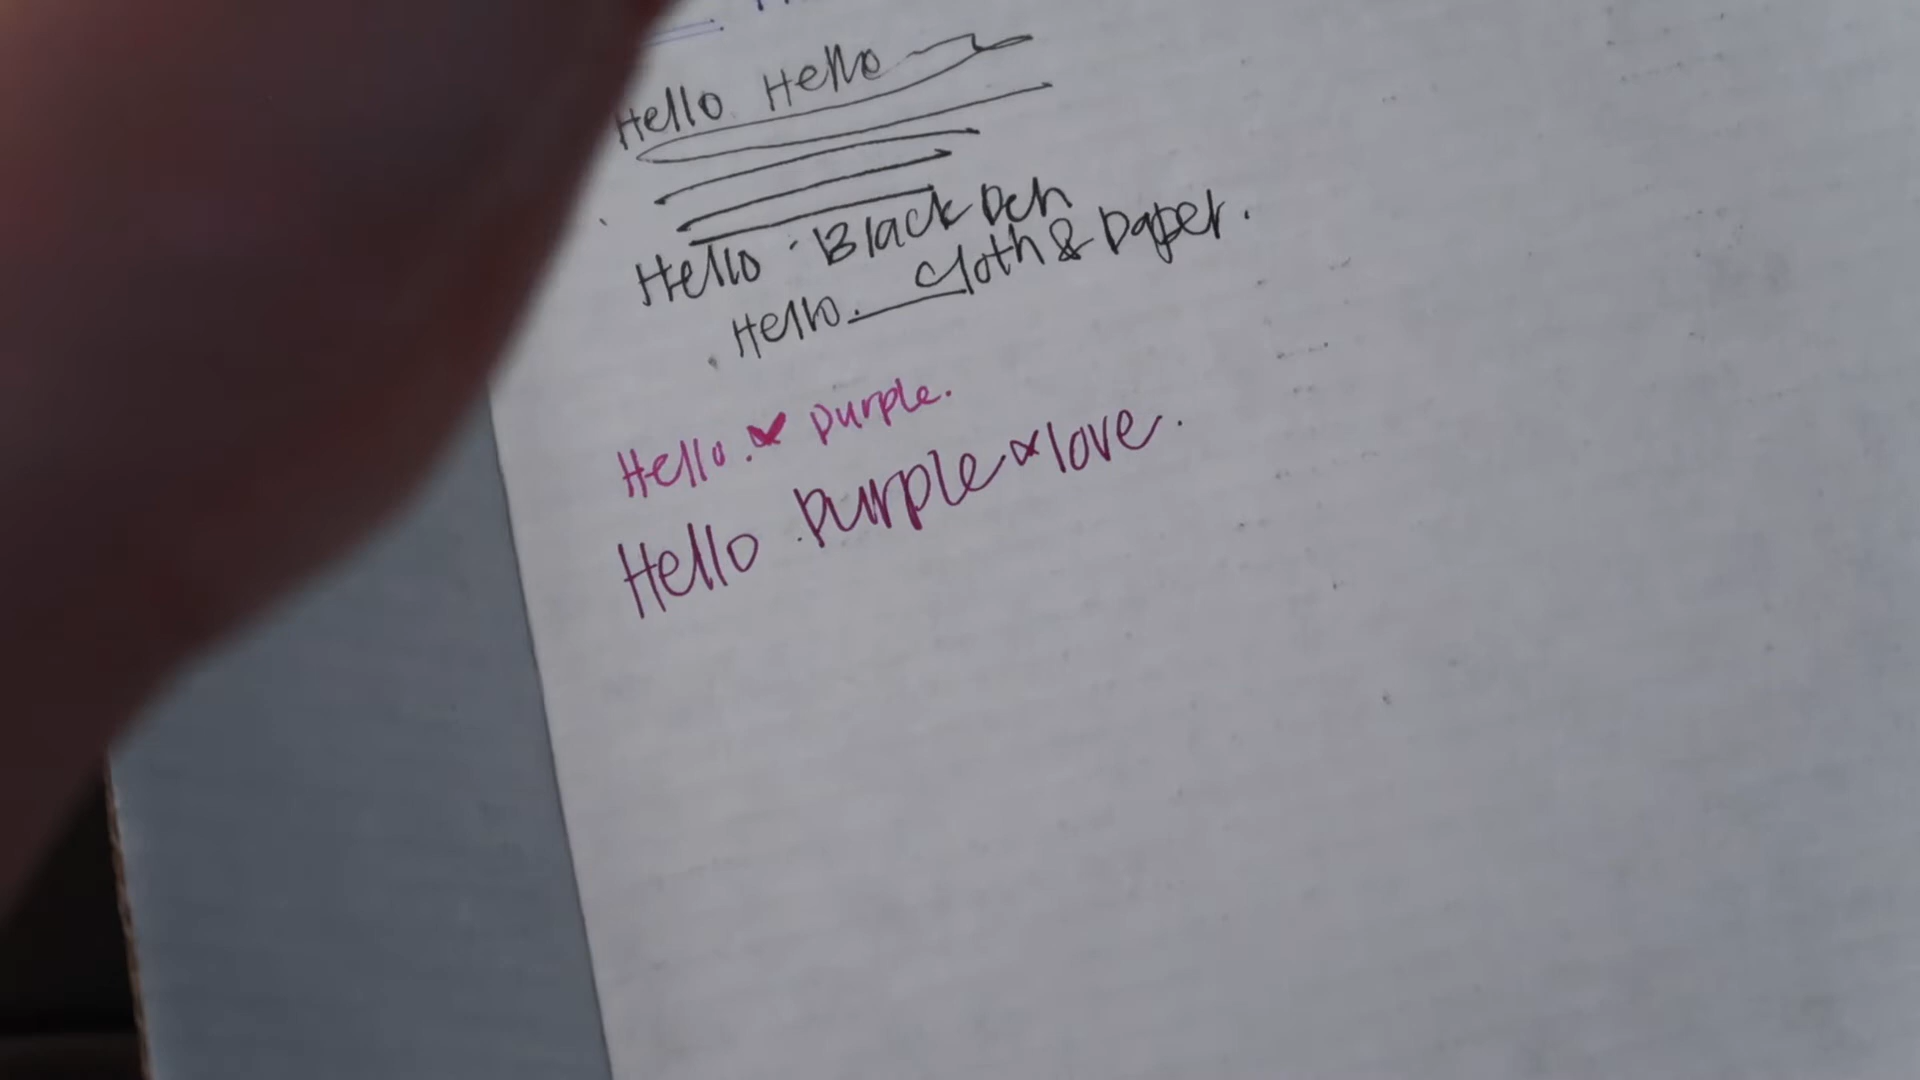 Hello Hello
Hello. Black Pen
Hello. Cloth & Paper.
Hello. purple.
Hello purple love.